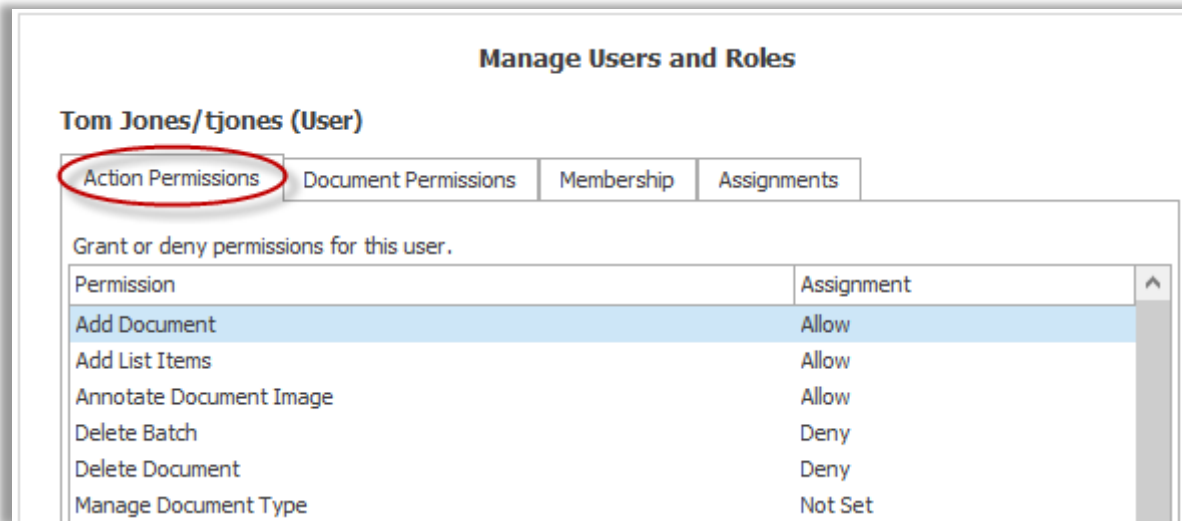 Manage Users and Roles
Tom Jones/tjones (User)
Action Permissions Document Permissions Membership Assignments
Grant or deny permissions for this user.
Permission Assignment
Add Document Allow
Add List Items Allow
Annotate Document Image Allow
Delete Batch Deny
Delete Document Deny
Manage Document Type Not Set